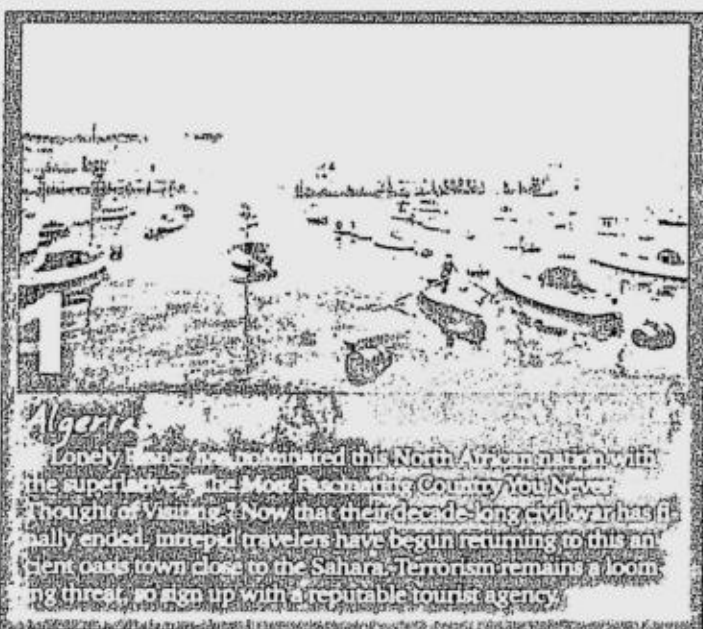 1
Algeria
Lonely Planet has nominated this North African nation with
the superlative, "the Most Fascinating Country You Never
Thought of Visiting." Now that their decade-long civil war has fi-
nally ended, intrepid travelers have begun returning to this an-
cient oasis town close to the Sahara. Terrorism remains a loom-
ing threat, so sign up with a reputable tourist agency.